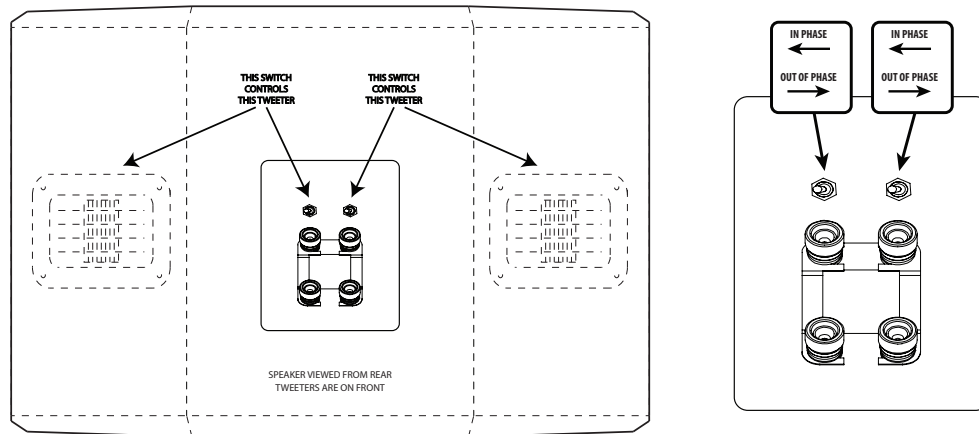 THIS SWITCH
CONTROLS
THIS TWEETER
THIS SWITCH
CONTROLS
THIS TWEETER
SPEAKER VIEWED FROM REAR
TWEETERS ARE ON FRONT
IN PHASE
OUT OF PHASE
IN PHASE
OUT OF PHASE